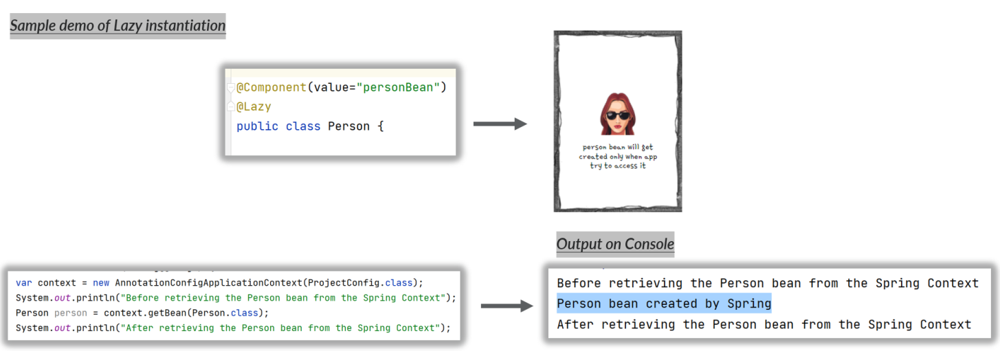 Sample demo of Lazy instantiation
@Component(value="personBean")
@Lazy
public class Person {
person bean will get
created only when app
try to access it
Output on Console
var context = new AnnotationConfigApplicationContext(ProjectConfig.class);
System.out.println("Before retrieving the Person bean from the Spring Context");
Person person = context.getBean(Person.class);
System.out.println("After retrieving the Person bean from the Spring Context");
Before retrieving the Person bean from the Spring Context
Person bean created by Spring
After retrieving the Person bean from the Spring Context